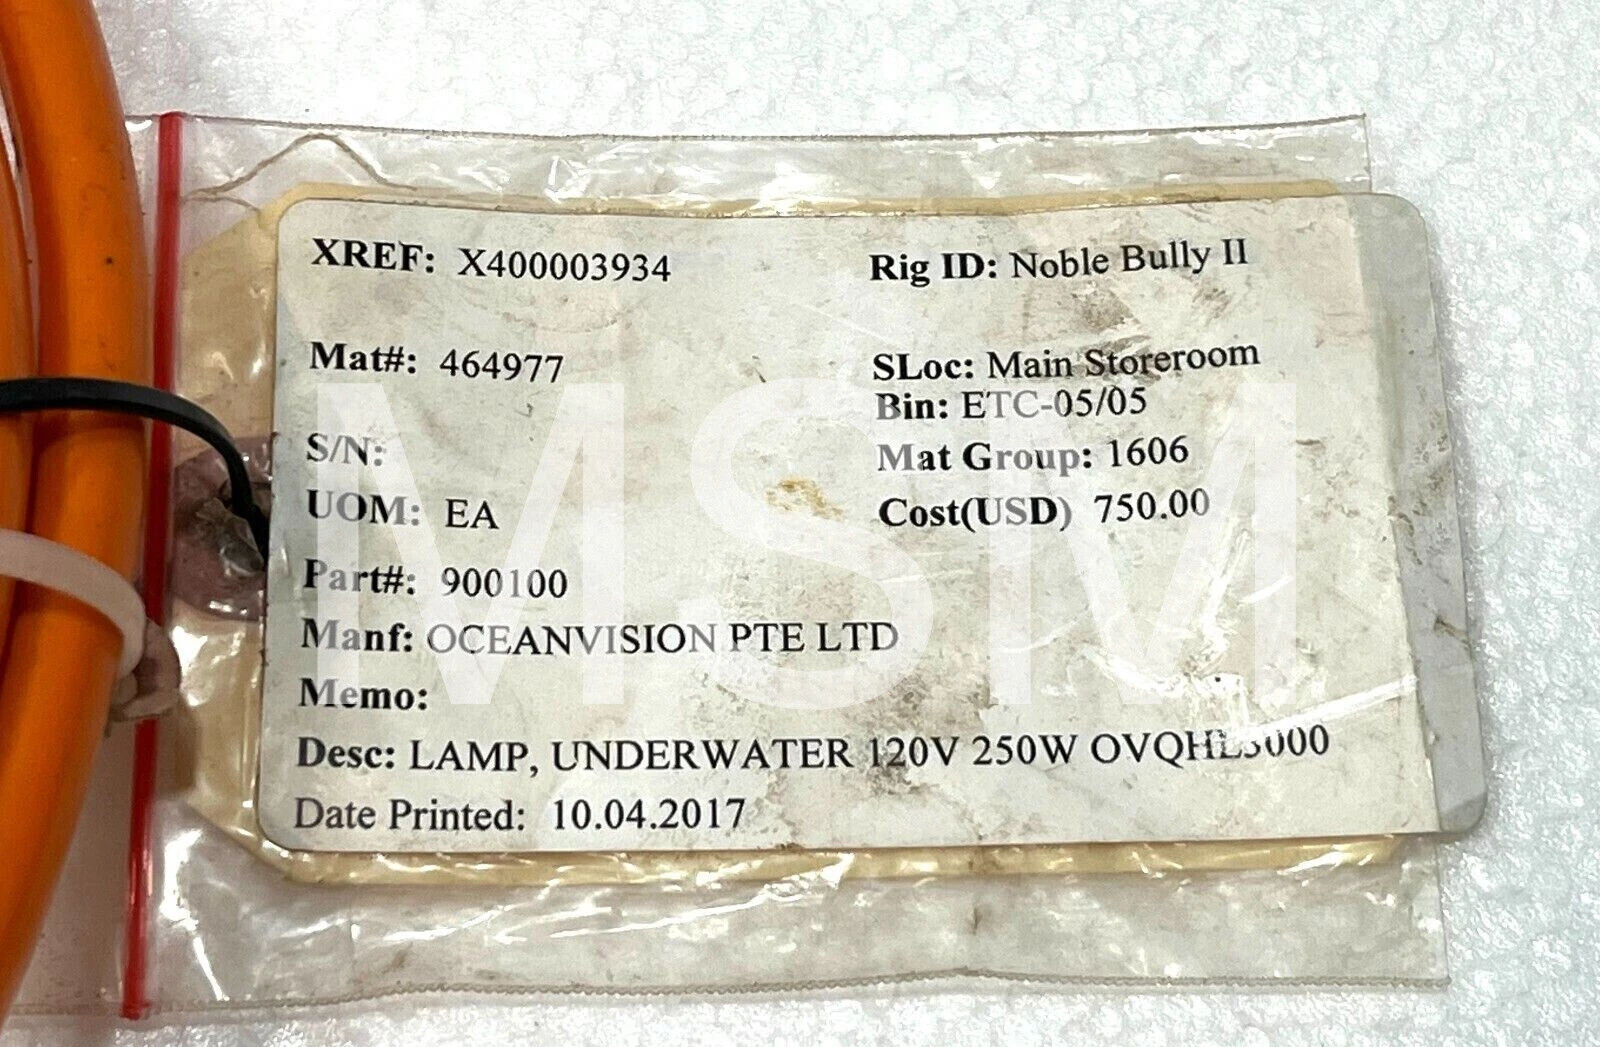 XREF: X400003934 Rig ID: Noble Bully II
Mat#: 464977 SLoc: Main Storeroom
Bin: ETC-05/05
S/N: Mat Group: 1606
UOM: EA Cost(USD) 750.00
Part#: 900100
Manf: OCEANVISION PTE LTD
Memo:
Desc: LAMP, UNDERWATER 120V 250W
Date Printed: 10.04.2017
MSM